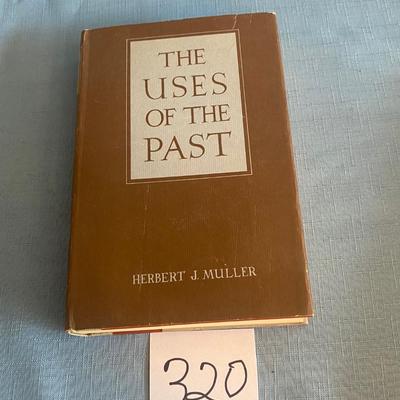 THE
USES
OF THE
PAST
HERBERT J. MULLER
320